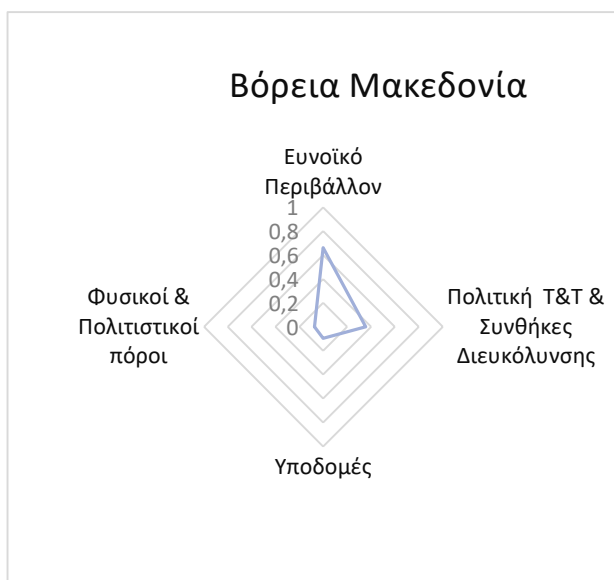 Βόρεια Μακεδονία
Ευνοϊκό
Περιβάλλον
1
0,8
0,6
0,4
0,2
0
Φυσικοί &
Πολιτιστικοί
πόροι
Πολιτική Τ&Τ &
Συνθήκες
Διευκόλυνσης
Υποδομές